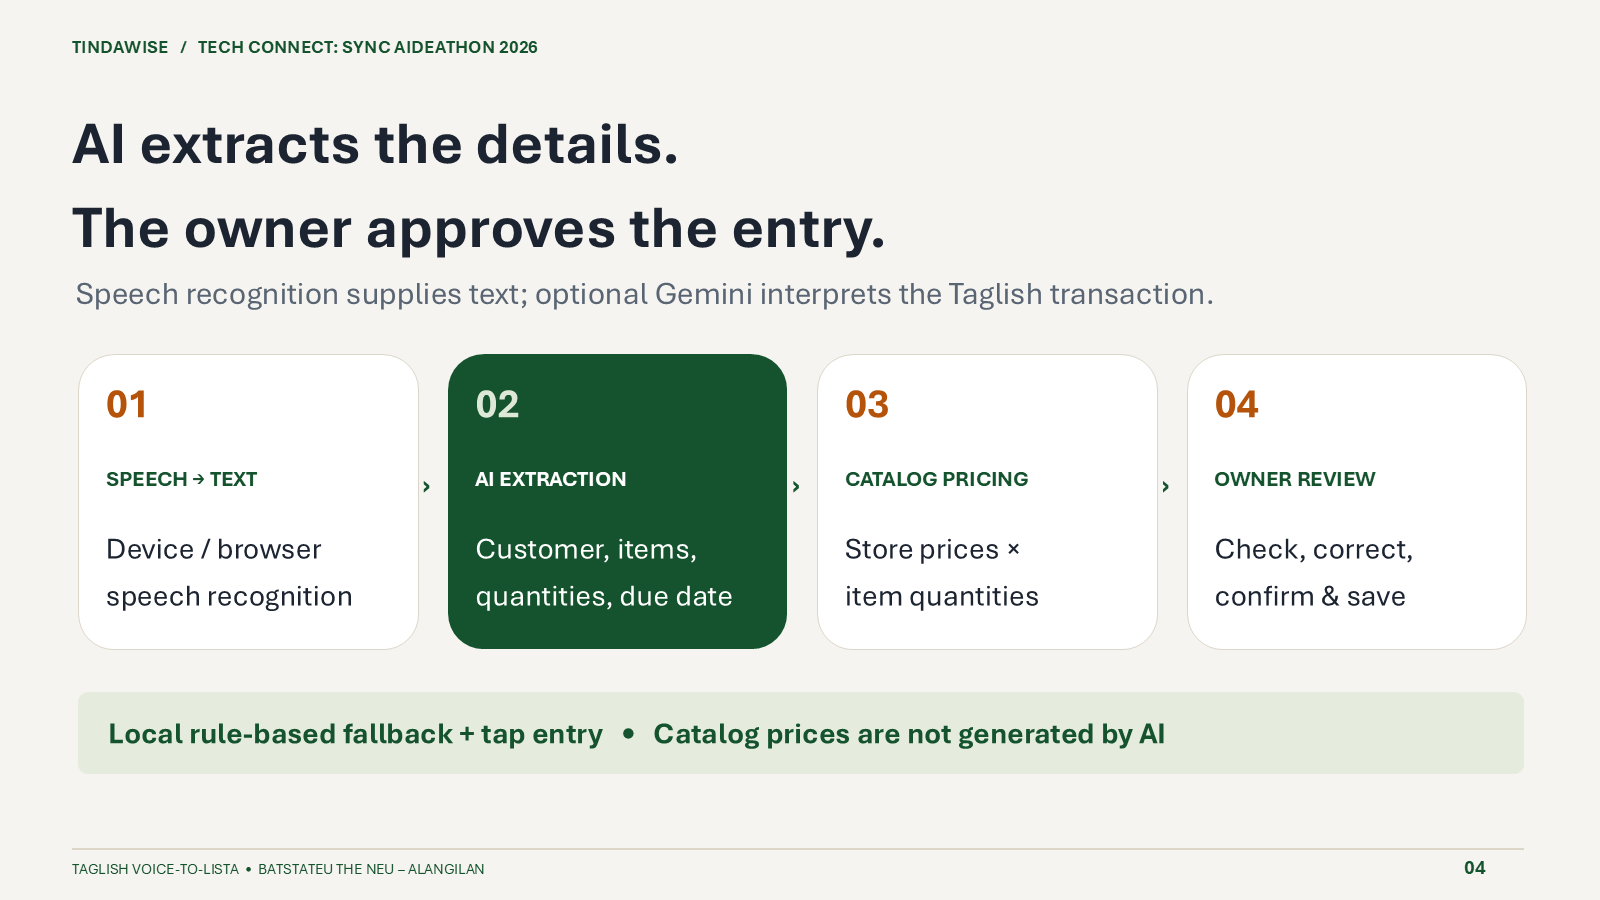 TINDAWISE / TECH CONNECT: SYNC AIDEATHON 2026
AI extracts the details.
The owner approves the entry.
Speech recognition supplies text; optional Gemini interprets the Taglish transaction.
01
SPEECH → TEXT
Device / browser
speech recognition
›
02
AI EXTRACTION
Customer, items,
quantities, due date
›
03
CATALOG PRICING
Store prices ×
item quantities
›
04
OWNER REVIEW
Check, correct,
confirm & save
Local rule-based fallback + tap entry • Catalog prices are not generated by AI
TAGLISH VOICE-TO-LISTA • BATSTATEU THE NEU – ALANGILAN
04